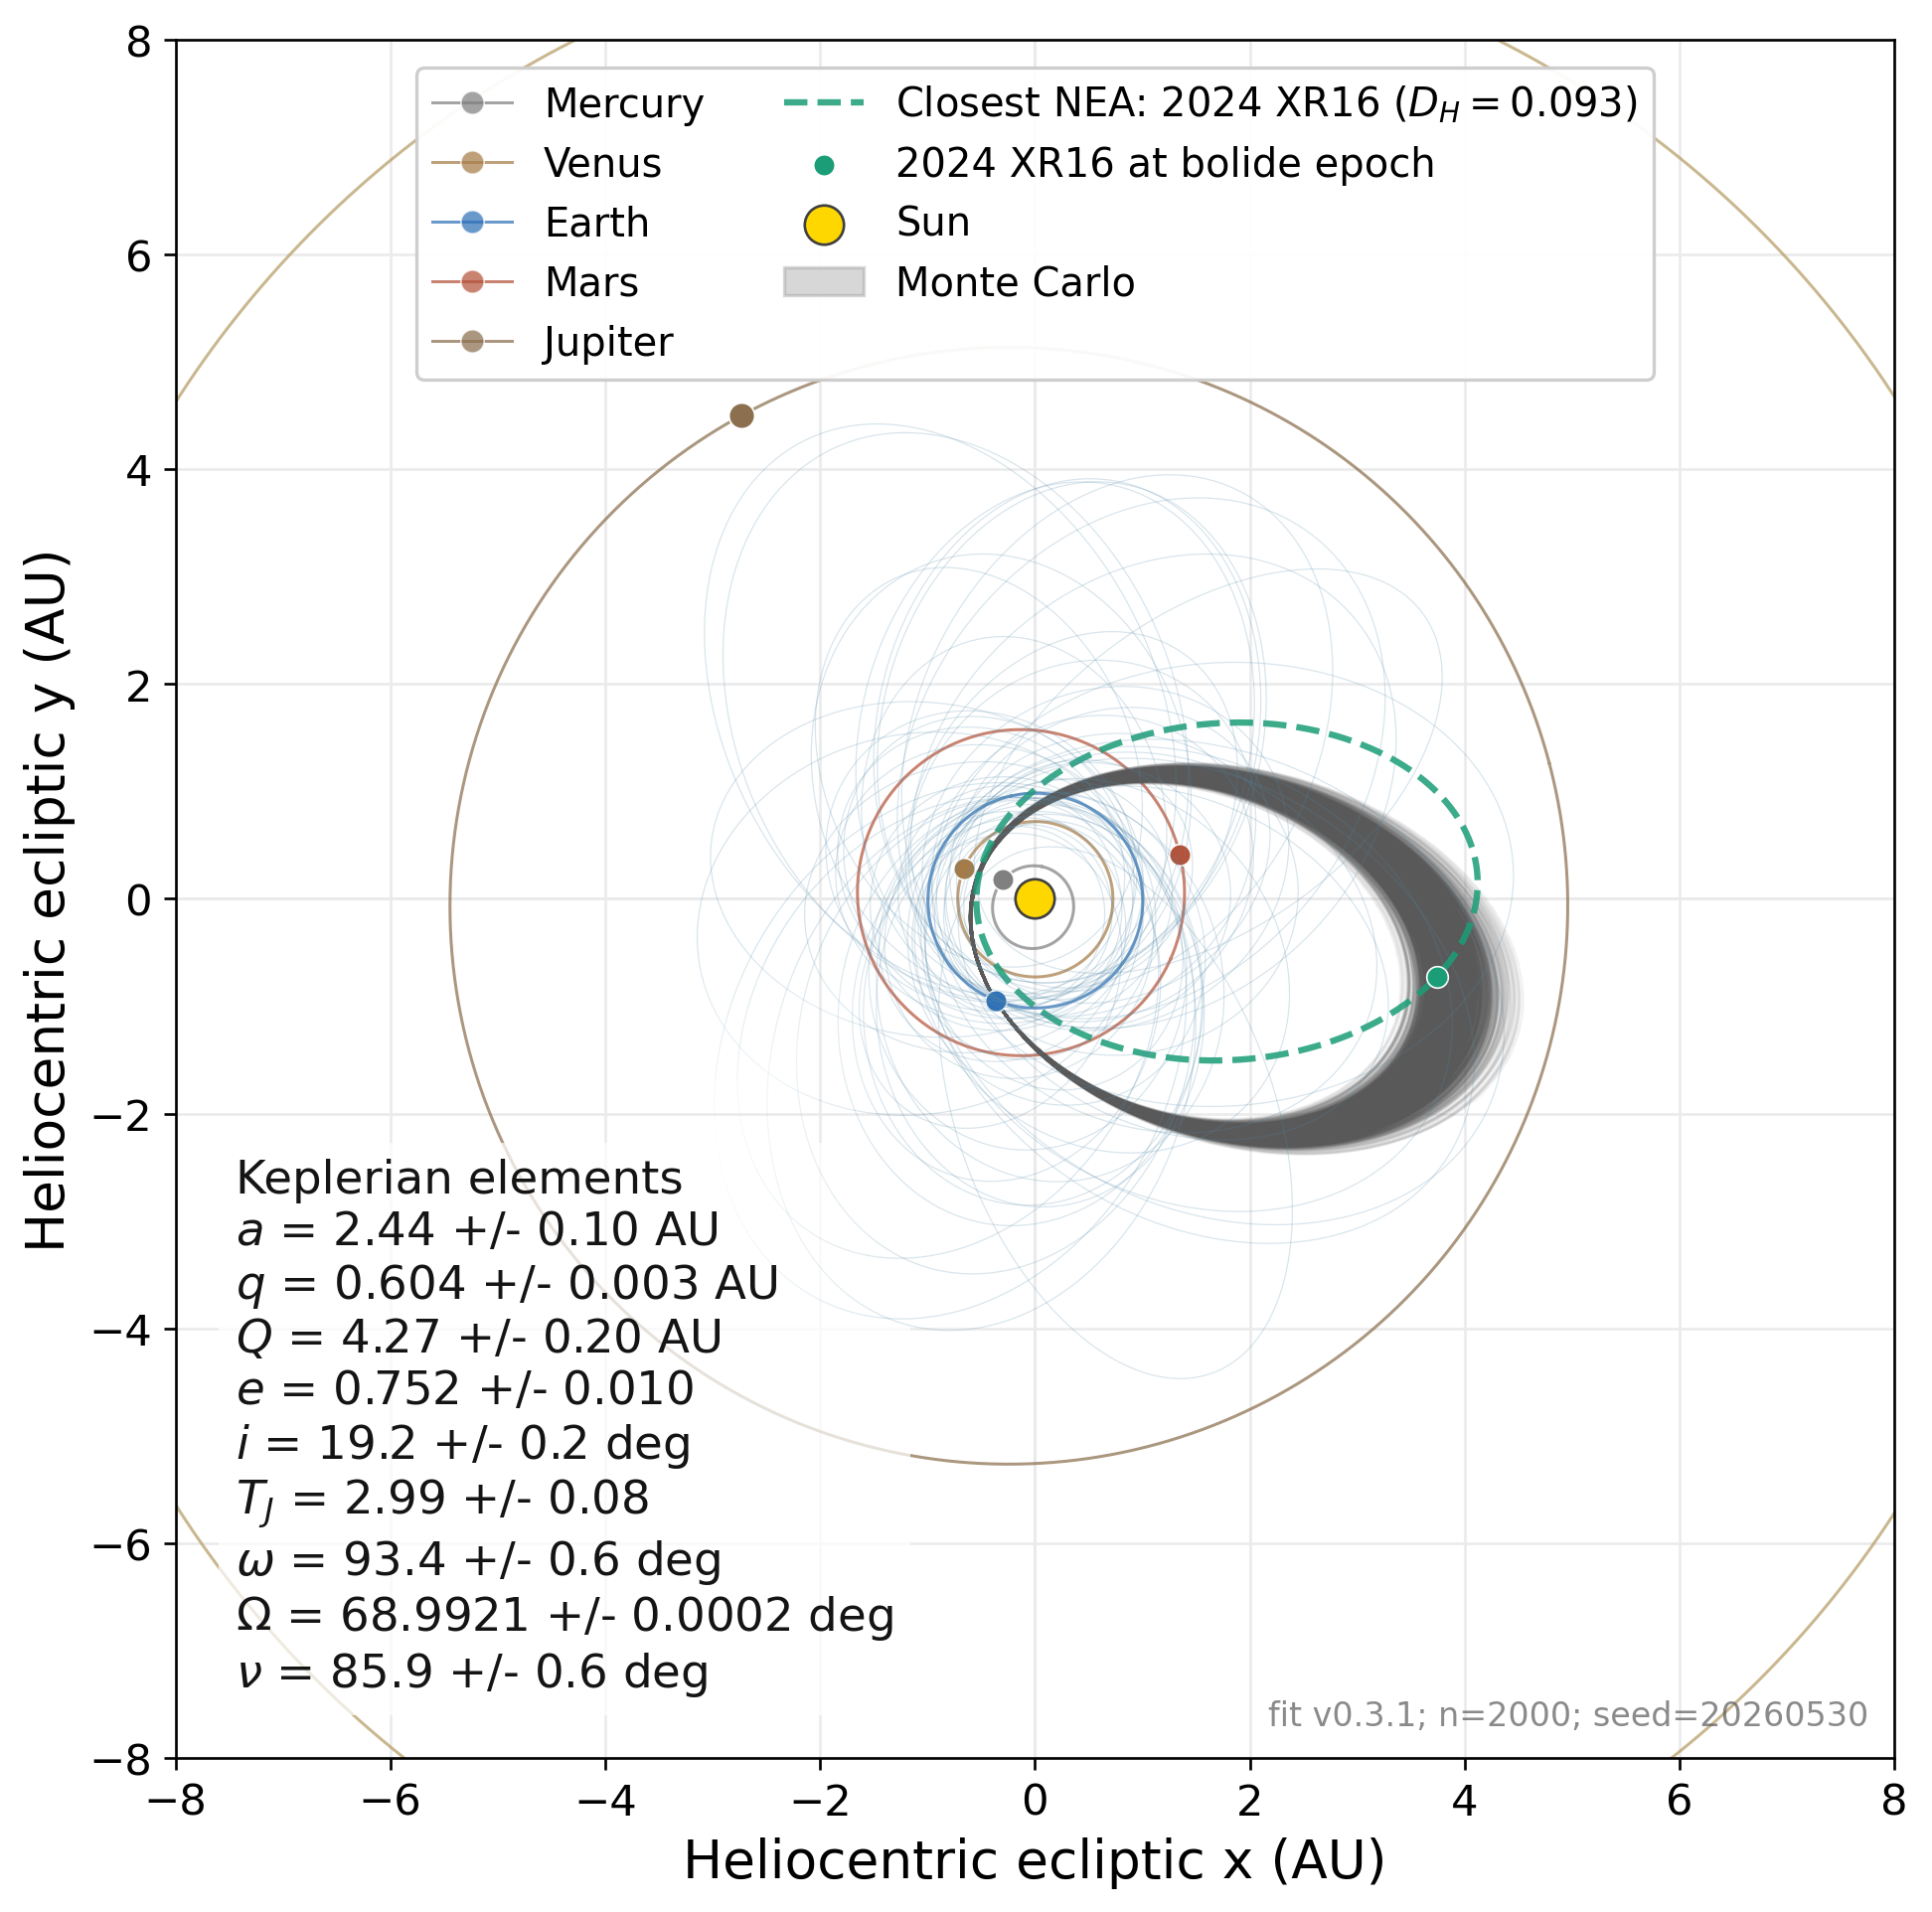 8
6
4
2
0
−2
−4
−6
−8
−8
−6
−4
−2
0
2
4
6
8
Heliocentric ecliptic y (AU)
Heliocentric ecliptic x (AU)
Mercury
Venus
Earth
Mars
Jupiter
Closest NEA: 2024 XR16 (D_H = 0.093)
2024 XR16 at bolide epoch
Sun
Monte Carlo
Keplerian elements
a = 2.44 +/- 0.10 AU
q = 0.604 +/- 0.003 AU
Q = 4.27 +/- 0.20 AU
e = 0.752 +/- 0.010
i = 19.2 +/- 0.2 deg
T_J = 2.99 +/- 0.08
ω = 93.4 +/- 0.6 deg
Ω = 68.9921 +/- 0.0002 deg
ν = 85.9 +/- 0.6 deg
fit v0.3.1; n=2000; seed=20260530